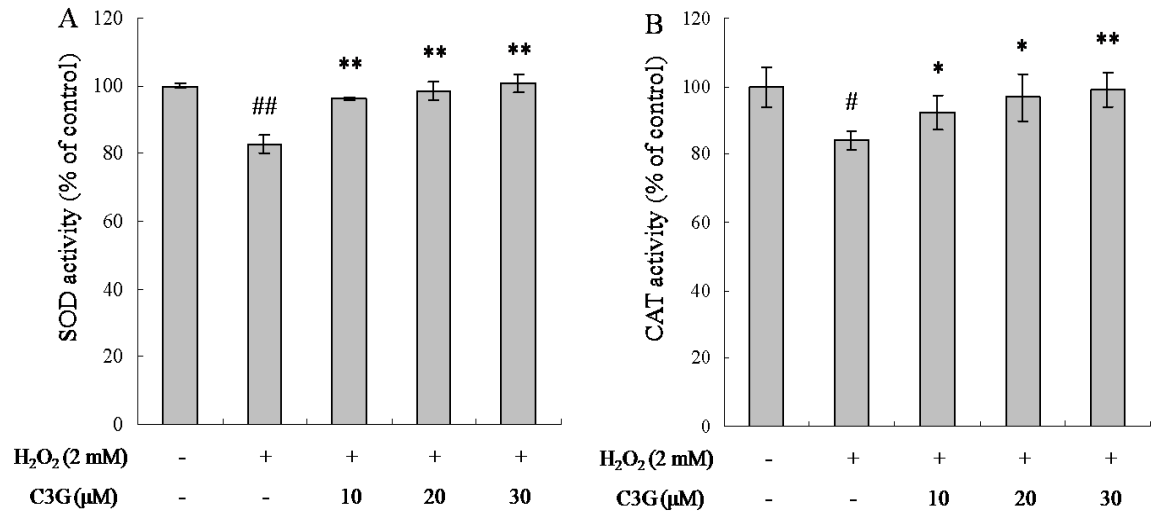 A
SOD activity (% of control)
120
100
80
60
40
20
0
##
**
**
**
H₂O₂ (2 mM) - + + + +
C3G (μM) - - 10 20 30
B
CAT activity (% of control)
120
100
80
60
40
20
0
#
*
*
**
H₂O₂ (2 mM) - + + + +
C3G (μM) - - 10 20 30